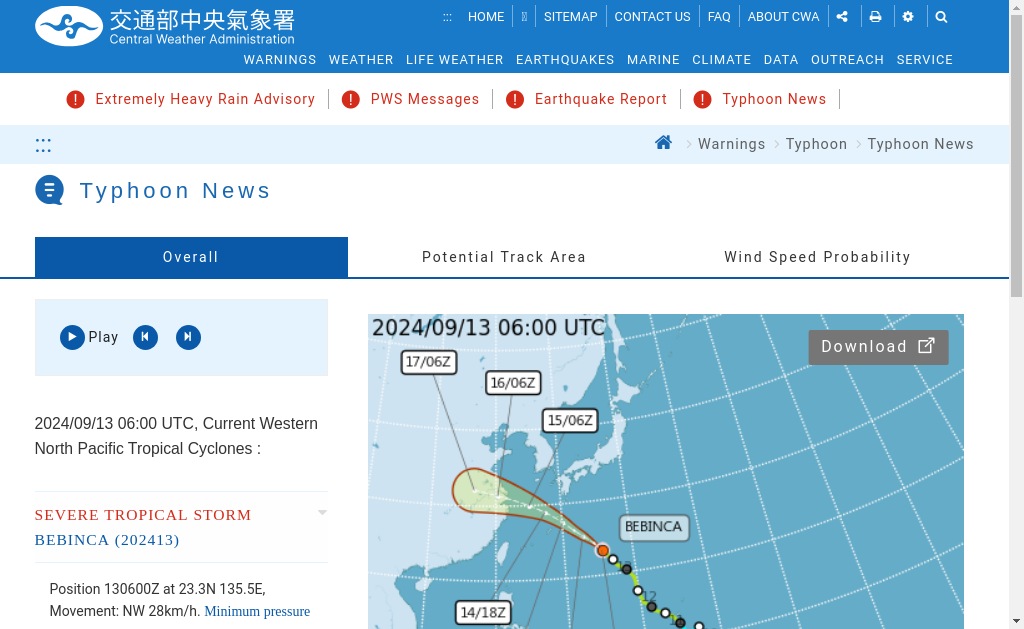 交通部中央氣象署
Central Weather Administration
::: HOME SITEMAP CONTACT US FAQ ABOUT CWA
WARNINGS WEATHER LIFE WEATHER EARTHQUAKES MARINE CLIMATE DATA OUTREACH SERVICE
Extremely Heavy Rain Advisory PWS Messages Earthquake Report Typhoon News
::: Warnings Typhoon Typhoon News
Typhoon News
Overall Potential Track Area Wind Speed Probability
Play
2024/09/13 06:00 UTC, Current Western
North Pacific Tropical Cyclones :
SEVERE TROPICAL STORM
BEBINCA (202413)
Position 130600Z at 23.3N 135.5E,
Movement: NW 28km/h. Minimum pressure
2024/09/13 06:00 UTC
Download
17/06Z
16/06Z
15/06Z
BEBINCA
12
14/18Z
11